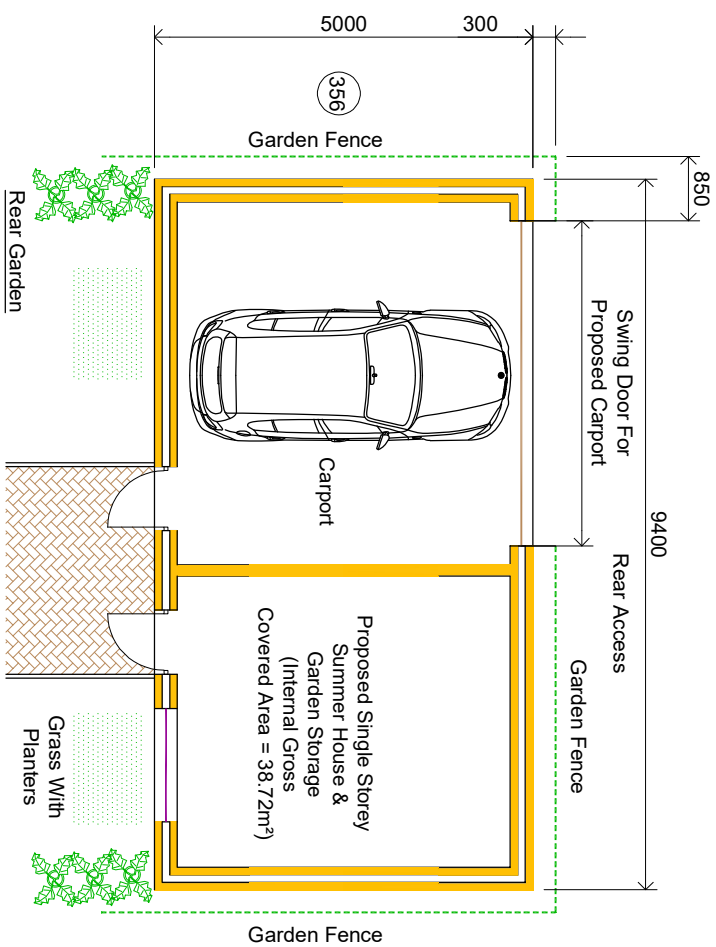 5000
300
356
Garden Fence
850
Swing Door For
Proposed Carport
9400
Rear Access
Garden Fence
Rear Garden
Carport
Proposed Single Storey
Summer House &
Garden Storage
(Internal Gross
Covered Area = 38.72m²)
Grass With
Planters
Garden Fence